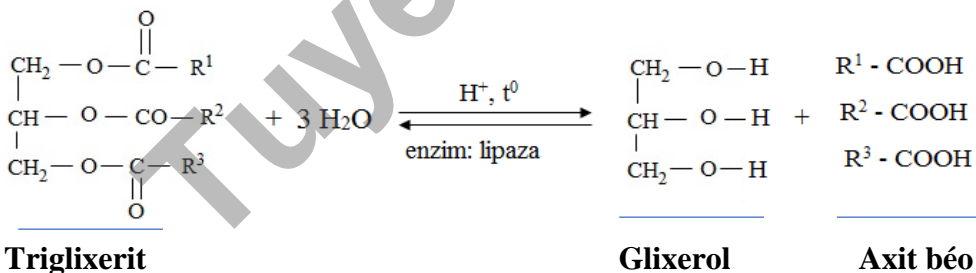 O
CH2 — O — C — R1
CH — O — CO — R2 + 3 H2O H+, t0 enzim: lipaza
CH2 — O — C — R3
O
CH2 — O — H
CH — O — H
CH2 — O — H
+
R1 - COOH
R2 - COOH
R3 - COOH
Triglixerit Glixerol Axit béo
Tuye